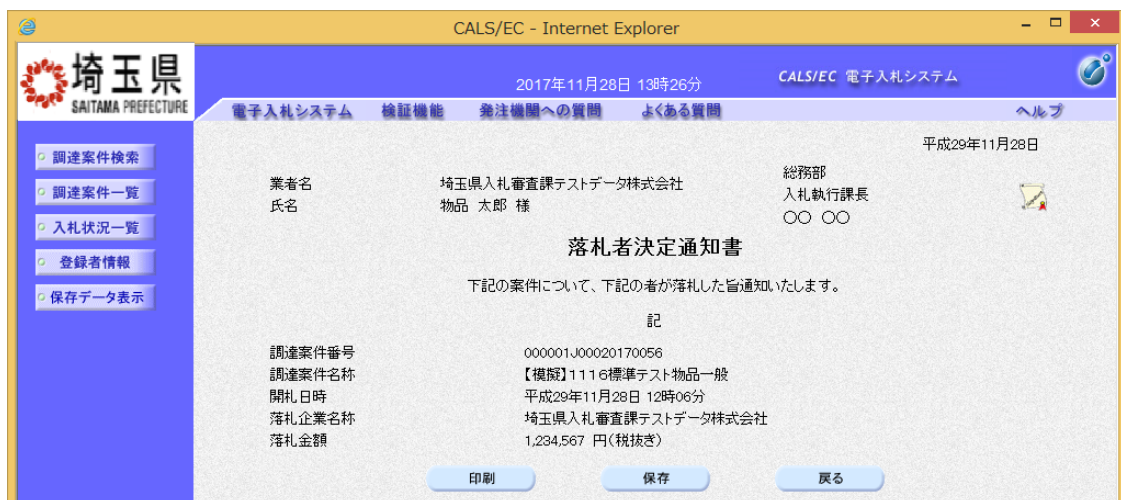 CALS/EC - Internet Explorer
埼玉県
SAITAMA PREFECTURE
2017年11月28日 13時26分
CALS/EC 電子入札システム
電子入札システム 検証機能 発注機関への質問 よくある質問 ヘルプ
調達案件検索
調達案件一覧
入札状況一覧
登録者情報
保存データ表示
平成29年11月28日
業者名 埼玉県入札審査課テストデータ株式会社
氏名 物品 太郎 様
総務部
入札執行課長
○○ ○○
落札者決定通知書
下記の案件について、下記の者が落札した旨通知いたします。
記
調達案件番号 000001J00020170056
調達案件名称 【模擬】1116標準テスト物品一般
開札日時 平成29年11月28日 12時06分
落札企業名称 埼玉県入札審査課テストデータ株式会社
落札金額 1,234,567 円(税抜き)
印刷 保存 戻る